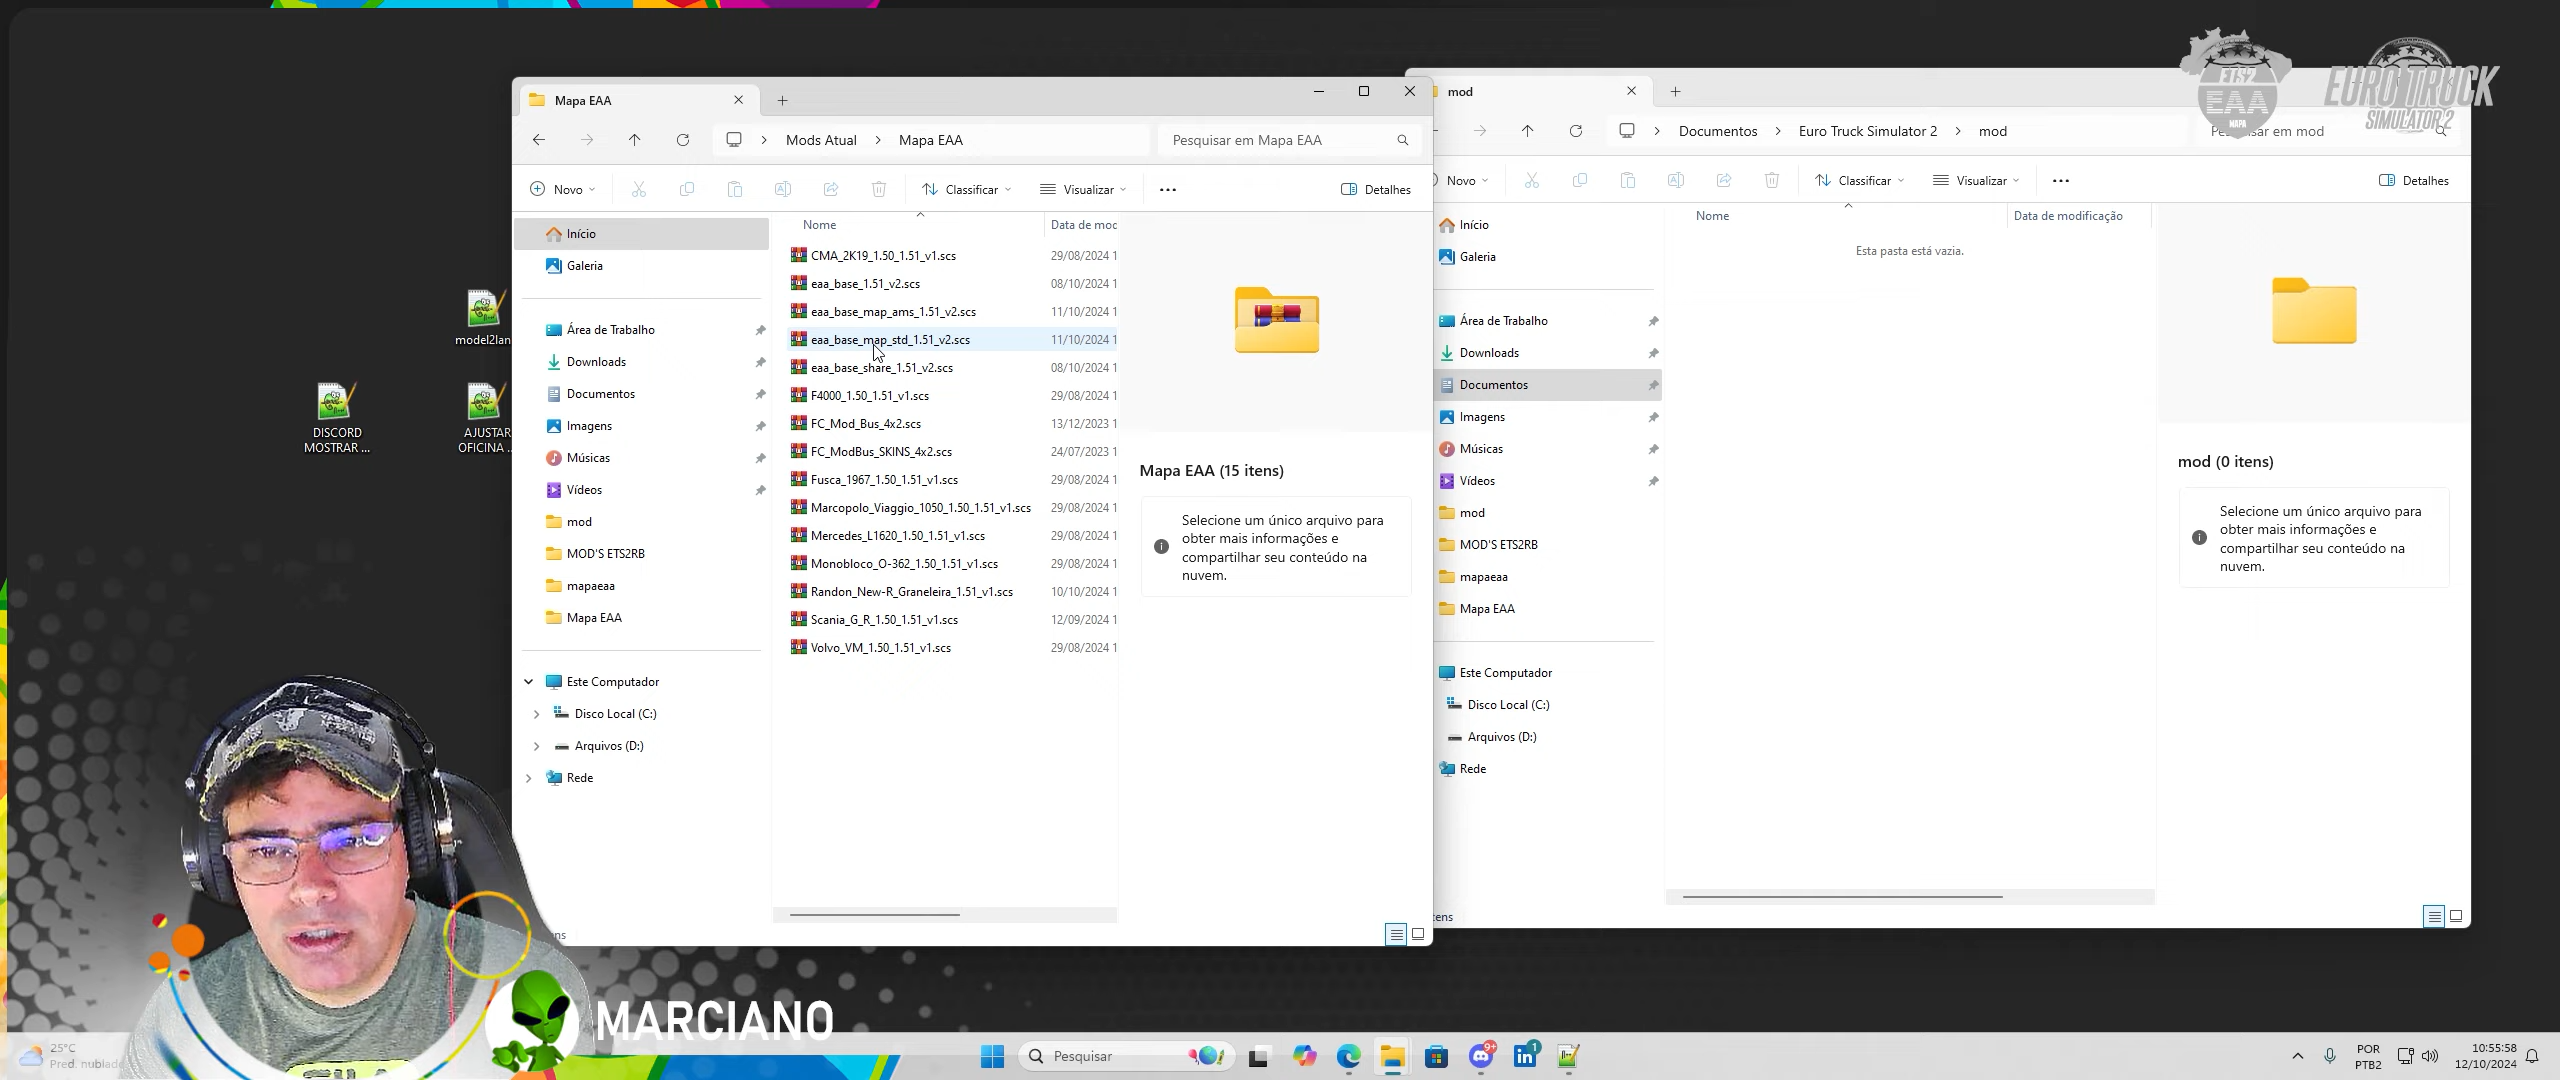 ETS2
EAA
MAPA
EURO TRUCK
SIMULATOR 2
Mapa EAA
Mods Atual
Mapa EAA
Pesquisar em Mapa EAA
Novo
Classificar
Visualizar
Detalhes
Início
Galeria
Área de Trabalho
Downloads
Documentos
Imagens
Músicas
Vídeos
mod
MOD'S ETS2RB
mapaeaa
Mapa EAA
Este Computador
Disco Local (C:)
Arquivos (D:)
Rede
Nome
Data de moc
CMA_2K19_1.50_1.51_v1.scs 29/08/2024 1
eaa_base_1.51_v2.scs 08/10/2024 1
eaa_base_map_ams_1.51_v2.scs 11/10/2024 1
eaa_base_map_std_1.51_v2.scs 11/10/2024 1
eaa_base_share_1.51_v2.scs 08/10/2024 1
F4000_1.50_1.51_v1.scs 29/08/2024 1
FC_Mod_Bus_4x2.scs 13/12/2023 1
FC_ModBus_SKINS_4x2.scs 24/07/2023 1
Fusca_1967_1.50_1.51_v1.scs 29/08/2024 1
Marcopolo_Viaggio_1050_1.50_1.51_v1.scs 29/08/2024 1
Mercedes_L1620_1.50_1.51_v1.scs 29/08/2024 1
Monobloco_O-362_1.50_1.51_v1.scs 29/08/2024 1
Randon_New-R_Graneleira_1.51_v1.scs 10/10/2024 1
Scania_G_R_1.50_1.51_v1.scs 12/09/2024 1
Volvo_VM_1.50_1.51_v1.scs 29/08/2024 1
Mapa EAA (15 itens)
Selecione um único arquivo para
obter mais informações e
compartilhar seu conteúdo na
nuvem.
mod
Documentos
Euro Truck Simulator 2
mod
Pesquisar em mod
Novo
Classificar
Visualizar
Detalhes
Início
Galeria
Área de Trabalho
Downloads
Documentos
Imagens
Músicas
Vídeos
mod
MOD'S ETS2RB
mapaeaa
Mapa EAA
Este Computador
Disco Local (C:)
Arquivos (D:)
Rede
Nome
Data de modificação
Esta pasta está vazia.
mod (0 itens)
Selecione um único arquivo para
obter mais informações e
compartilhar seu conteúdo na
nuvem.
model2lan
DISCORD
MOSTRAR ...
AJUSTAR
OFICINA ..
MARCIANO
25°C
Pred. nublado
Pesquisar
9+
1
POR
PTB2
10:55:58
12/10/2024